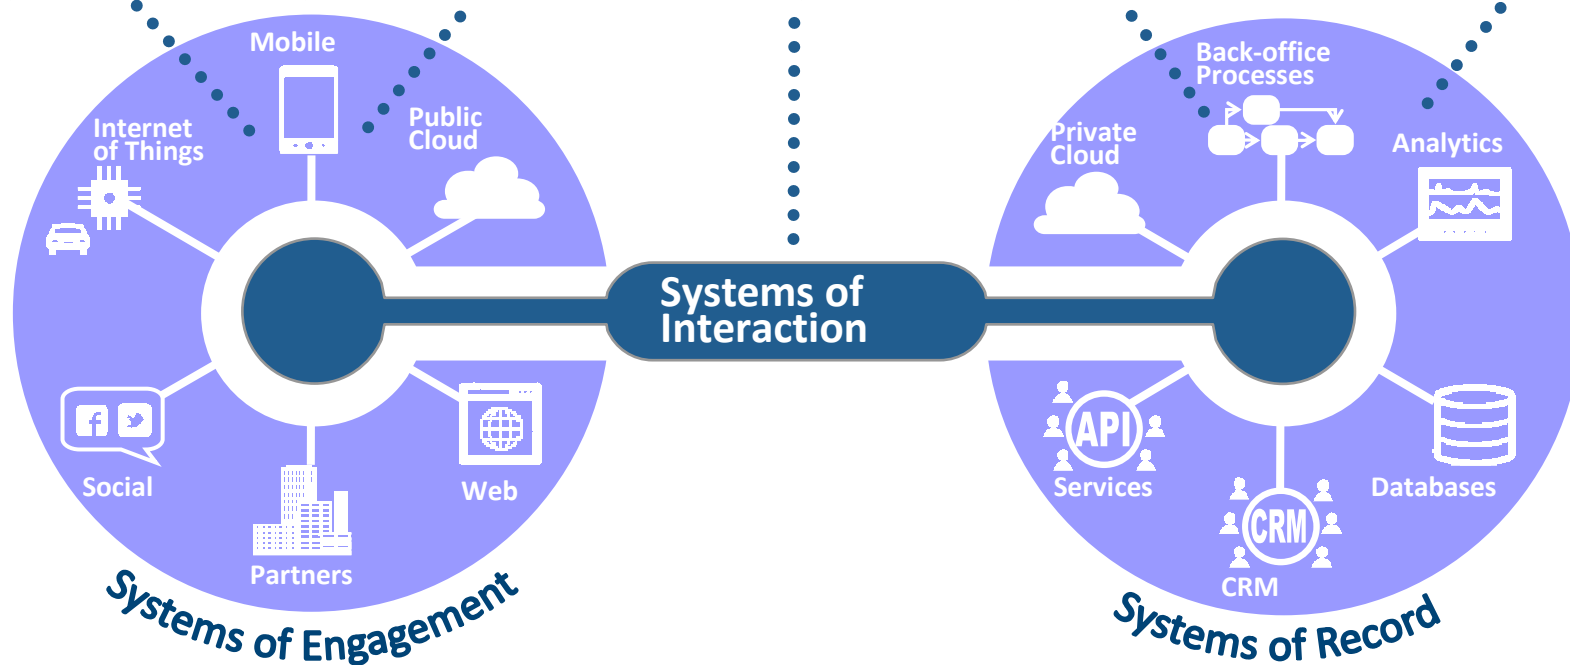 Mobile
Public
Cloud
Internet
of Things
Social
Partners
Web
Systems of Engagement
Systems of
Interaction
Back-office
Processes
Private
Cloud
Analytics
API
Services
CRM
CRM
Databases
Systems of Record